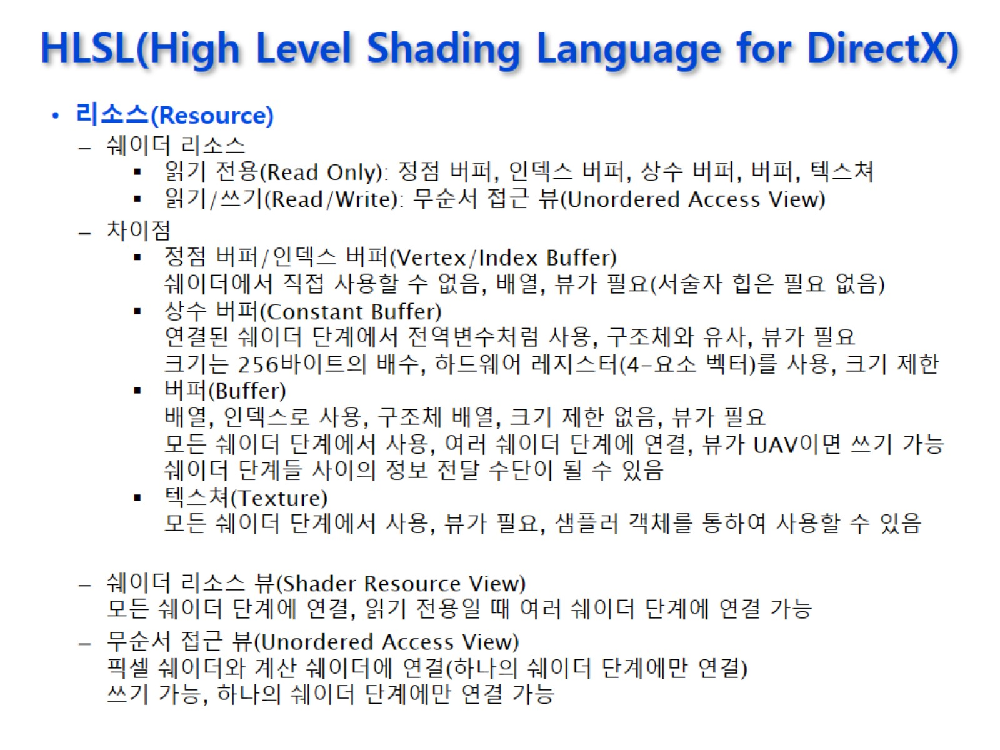 HLSL(High Level Shading Language for DirectX)
• 리소스(Resource)
– 쉐이더 리소스
▪ 읽기 전용(Read Only): 정점 버퍼, 인덱스 버퍼, 상수 버퍼, 버퍼, 텍스쳐
▪ 읽기/쓰기(Read/Write): 무순서 접근 뷰(Unordered Access View)
– 차이점
▪ 정점 버퍼/인덱스 버퍼(Vertex/Index Buffer)
쉐이더에서 직접 사용할 수 없음, 배열, 뷰가 필요(서술자 힙은 필요 없음)
▪ 상수 버퍼(Constant Buffer)
연결된 쉐이더 단계에서 전역변수처럼 사용, 구조체와 유사, 뷰가 필요
크기는 256바이트의 배수, 하드웨어 레지스터(4-요소 벡터)를 사용, 크기 제한
▪ 버퍼(Buffer)
배열, 인덱스로 사용, 구조체 배열, 크기 제한 없음, 뷰가 필요
모든 쉐이더 단계에서 사용, 여러 쉐이더 단계에 연결, 뷰가 UAV이면 쓰기 가능
쉐이더 단계들 사이의 정보 전달 수단이 될 수 있음
▪ 텍스쳐(Texture)
모든 쉐이더 단계에서 사용, 뷰가 필요, 샘플러 객체를 통하여 사용할 수 있음
– 쉐이더 리소스 뷰(Shader Resource View)
모든 쉐이더 단계에 연결, 읽기 전용일 때 여러 쉐이더 단계에 연결 가능
– 무순서 접근 뷰(Unordered Access View)
픽셀 쉐이더와 계산 쉐이더에 연결(하나의 쉐이더 단계에만 연결)
쓰기 가능, 하나의 쉐이더 단계에만 연결 가능